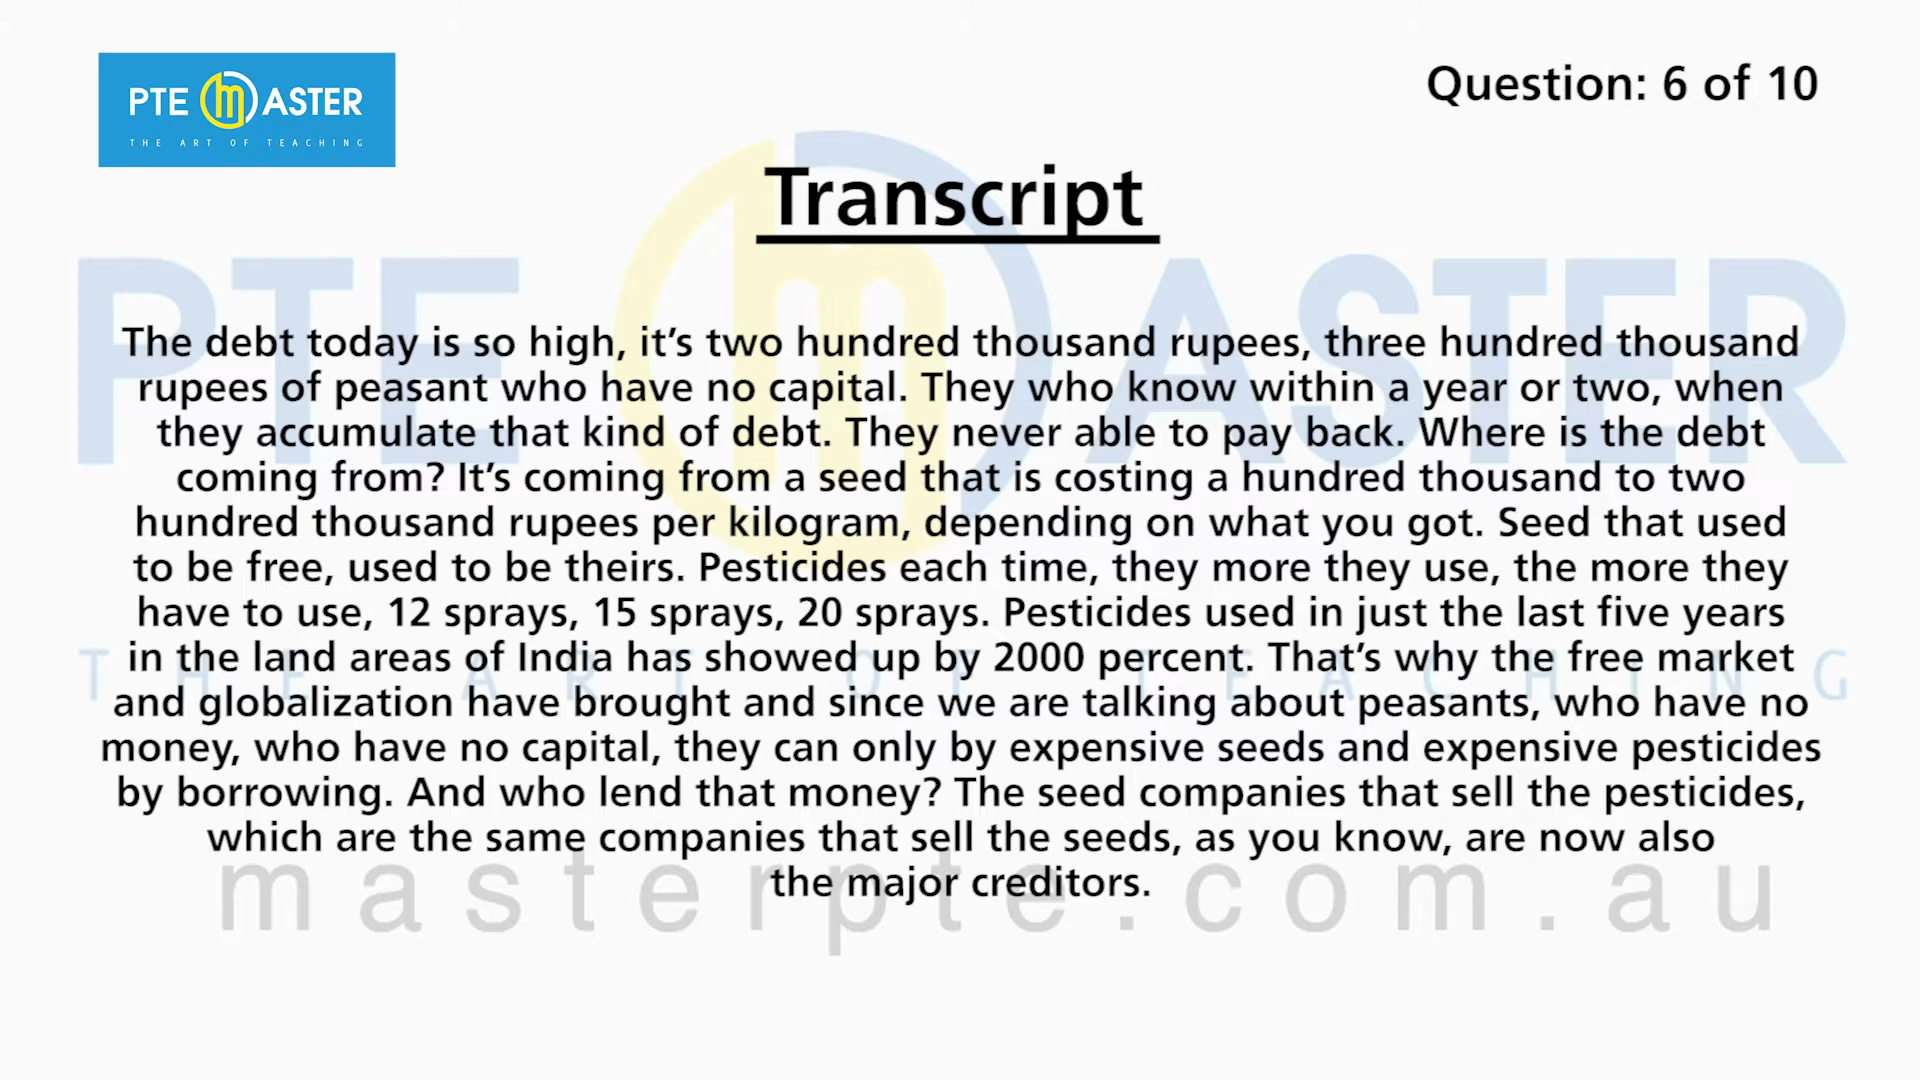 PTE MASTER
THE ART OF TEACHING
Question: 6 of 10
Transcript
The debt today is so high, it's two hundred thousand rupees, three hundred thousand
rupees of peasant who have no capital. They who know within a year or two, when
they accumulate that kind of debt. They never able to pay back. Where is the debt
coming from? It's coming from a seed that is costing a hundred thousand to two
hundred thousand rupees per kilogram, depending on what you got. Seed that used
to be free, used to be theirs. Pesticides each time, they more they use, the more they
have to use, 12 sprays, 15 sprays, 20 sprays. Pesticides used in just the last five years
in the land areas of India has showed up by 2000 percent. That's why the free market
and globalization have brought and since we are talking about peasants, who have no
money, who have no capital, they can only by expensive seeds and expensive pesticides
by borrowing. And who lend that money? The seed companies that sell the pesticides,
which are the same companies that sell the seeds, as you know, are now also
the major creditors.
PTE MASTER
THE ART OF TEACHING
masterpte.com.au